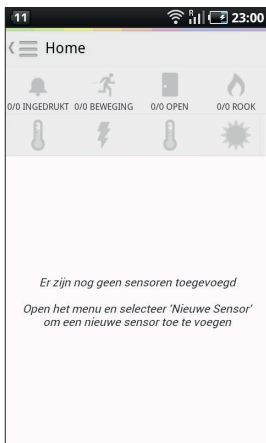 11 R 23:00
Home
0/0 INGEDRUKT 0/0 BEWEGING 0/0 OPEN 0/0 ROOK
Er zijn nog geen sensoren toegevoegd
Open het menu en selecteer 'Nieuwe Sensor'
om een nieuwe sensor toe te voegen